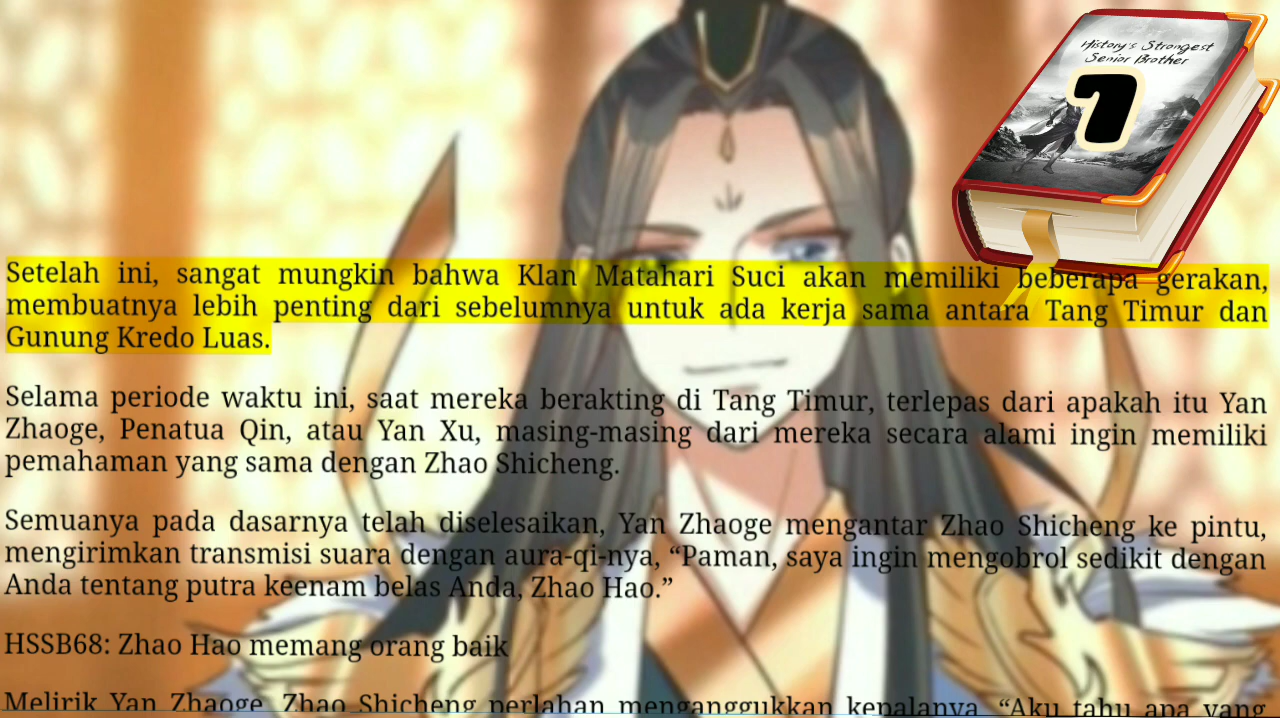 History's Strongest
Senior Brother
7
Setelah ini, sangat mungkin bahwa Klan Matahari Suci akan memiliki beberapa gerakan,
membuatnya lebih penting dari sebelumnya untuk ada kerja sama antara Tang Timur dan
Gunung Kredo Luas.
Selama periode waktu ini, saat mereka berakting di Tang Timur, terlepas dari apakah itu Yan
Zhaoge, Penatua Qin, atau Yan Xu, masing-masing dari mereka secara alami ingin memiliki
pemahaman yang sama dengan Zhao Shicheng.
Semuanya pada dasarnya telah diselesaikan, Yan Zhaoge mengantar Zhao Shicheng ke pintu,
mengirimkan transmisi suara dengan aura-qi-nya, “Paman, saya ingin mengobrol sedikit dengan
Anda tentang putra keenam belas Anda, Zhao Hao.”
HSSB68: Zhao Hao memang orang baik
Melirik Yan Zhaoge, Zhao Shicheng perlahan menganggukkan kepalanya, “Aku tahu apa yang